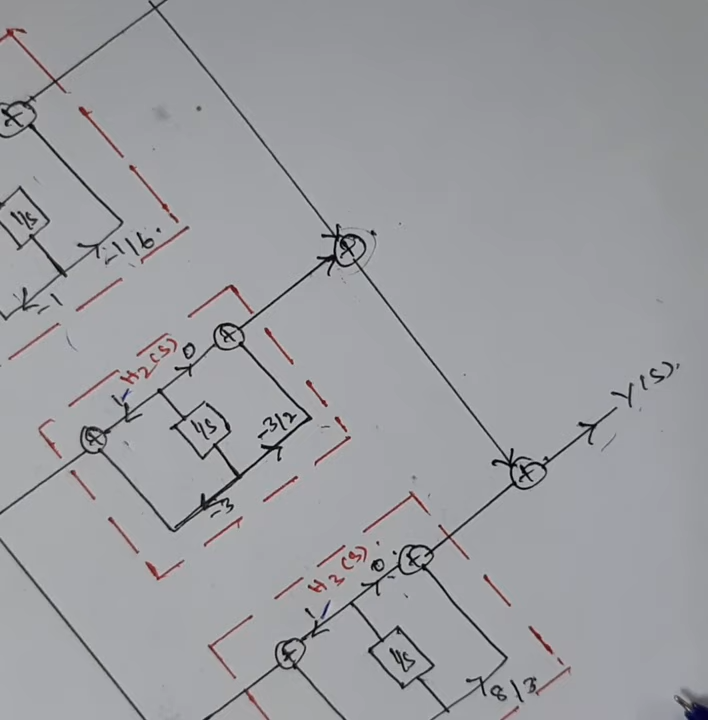 +
1/s
-1/6.
-1
H2(s)
+
0
1
+
1/s
-3/2
-3
+
Y(s).
+
H3(s).
+
0.
1
+
1/s
8/3